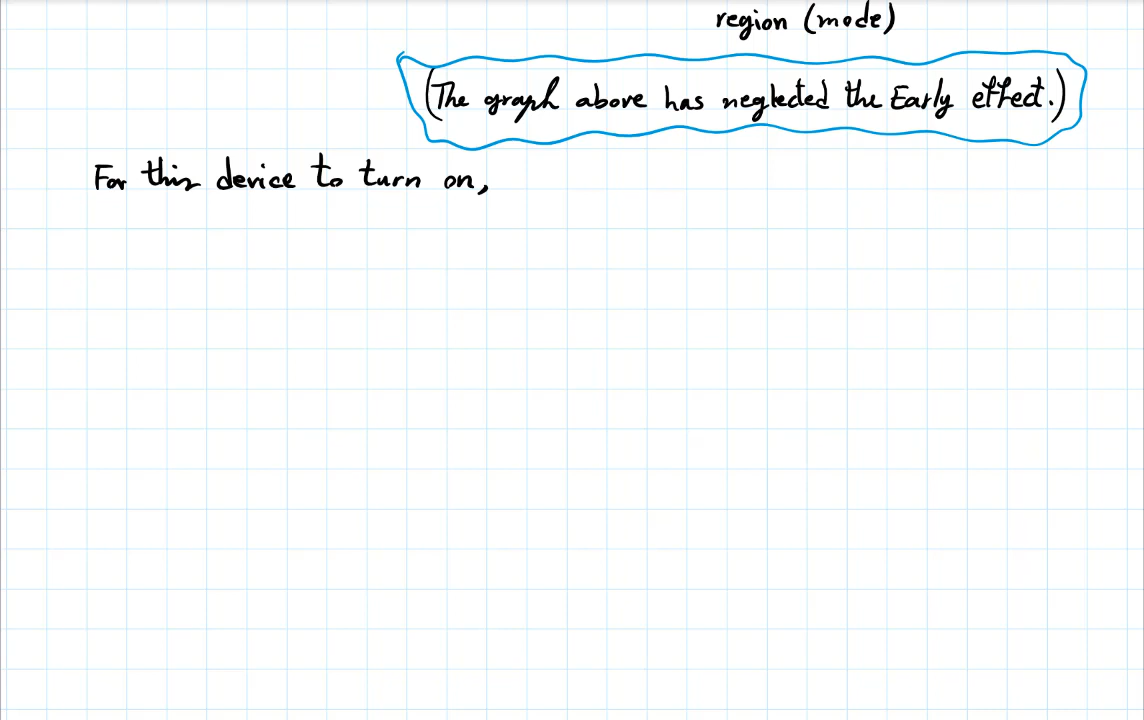 region (mode)
(The graph above has neglected the Early effect.)
For this device to turn on,